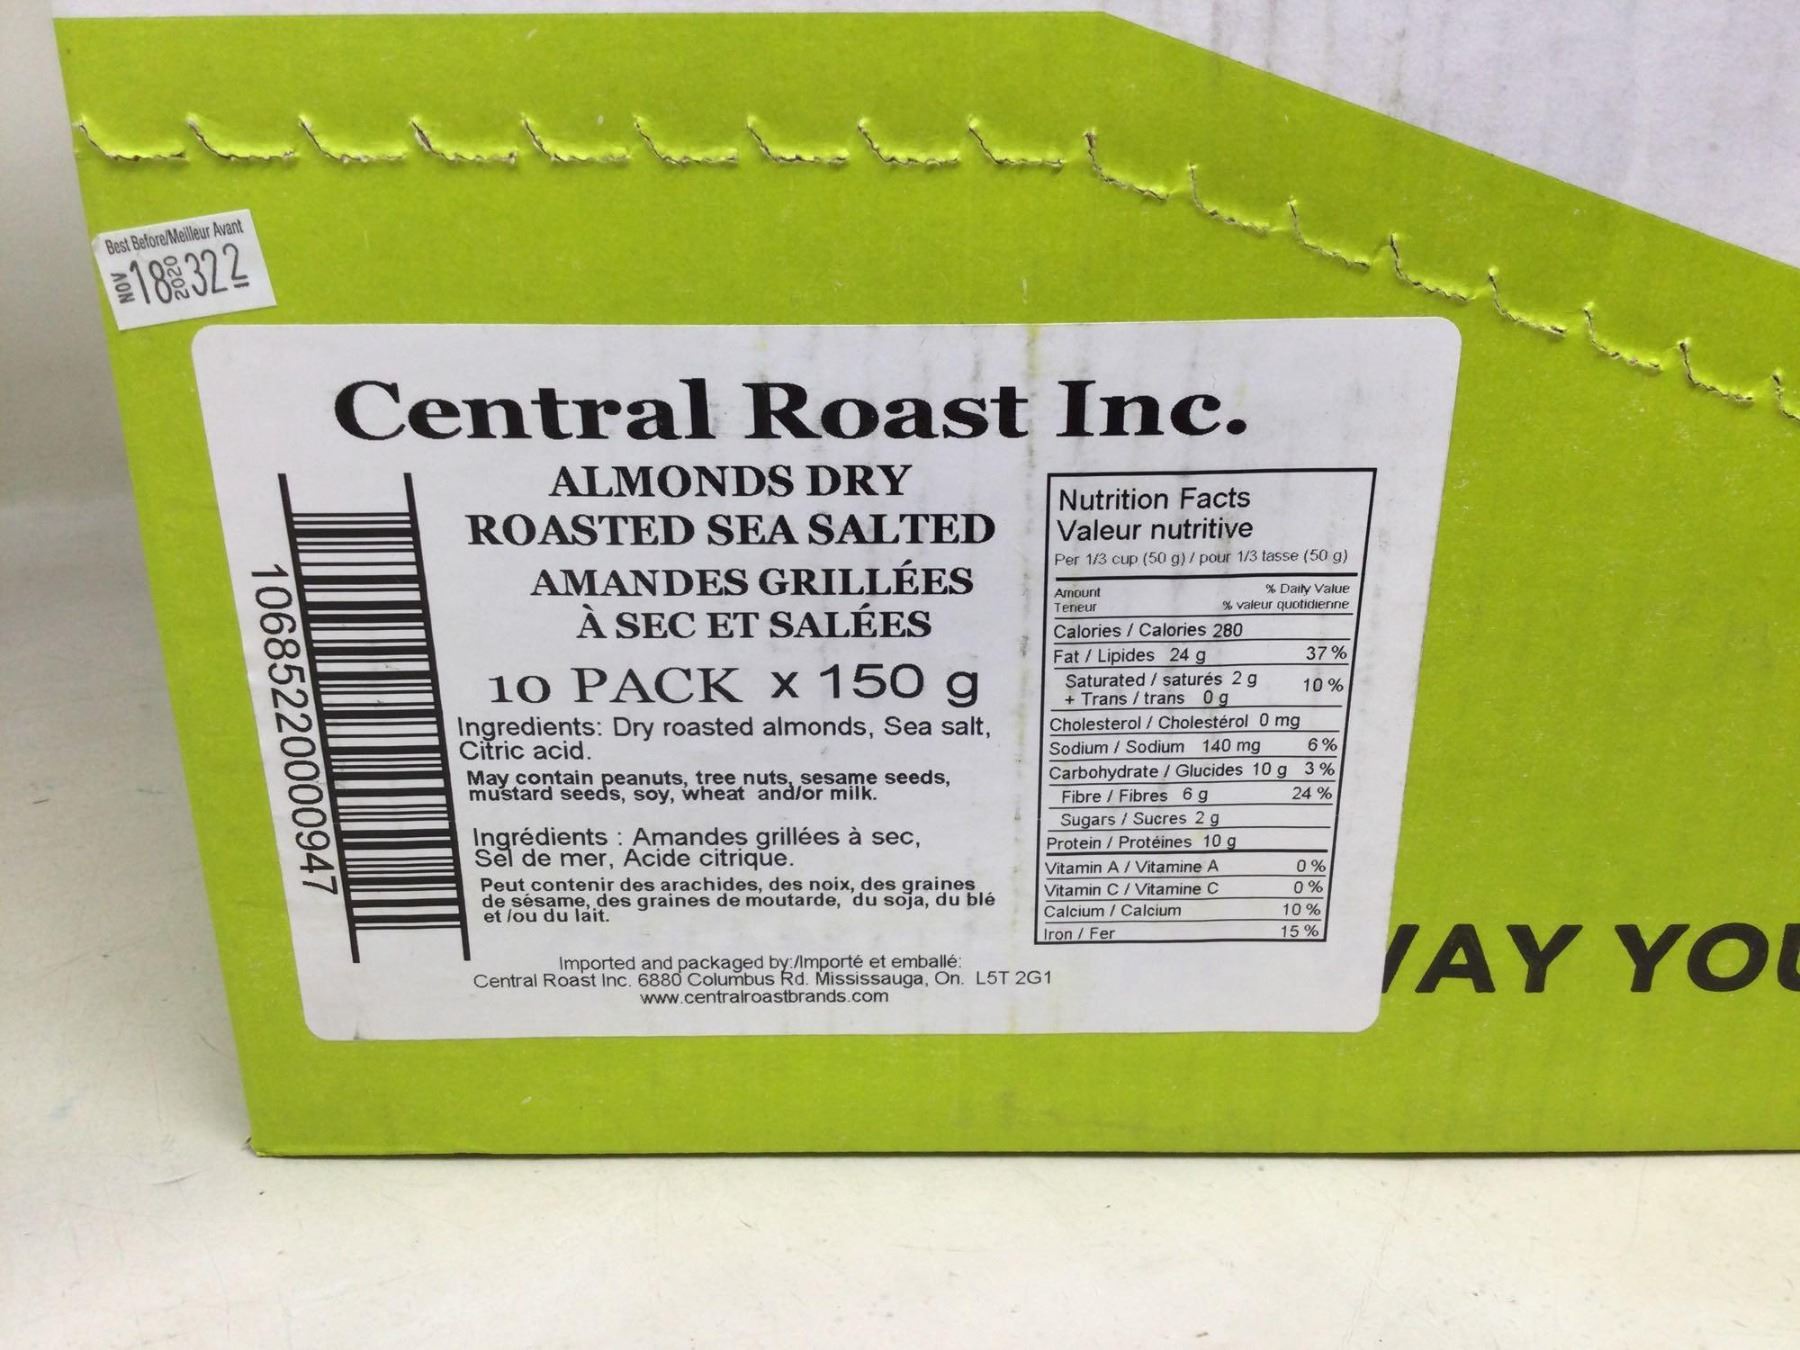 Best Before/Meilleur Avant
NOV 18 2020 322
Central Roast Inc.
ALMONDS DRY
ROASTED SEA SALTED
AMANDES GRILLÉES
À SEC ET SALÉES
10 PACK x 150 g
Ingredients: Dry roasted almonds, Sea salt,
Citric acid.
May contain peanuts, tree nuts, sesame seeds,
mustard seeds, soy, wheat and/or milk.
Ingrédients : Amandes grillées à sec,
Sel de mer, Acide citrique.
Peut contenir des arachides, des noix, des graines
de sésame, des graines de moutarde, du soja, du blé
et /ou du lait.
Imported and packaged by:/Importé et emballé:
Central Roast Inc. 6880 Columbus Rd. Mississauga, On. L5T 2G1
www.centralroastbrands.com
10685220000947
Nutrition Facts
Valeur nutritive
Per 1/3 cup (50 g) / pour 1/3 tasse (50 g)
Amount % Daily Value
Teneur % valeur quotidienne
Calories / Calories 280
Fat / Lipides 24 g 37 %
Saturated / saturés 2 g
+ Trans / trans 0 g 10 %
Cholesterol / Cholestérol 0 mg
Sodium / Sodium 140 mg 6 %
Carbohydrate / Glucides 10 g 3 %
Fibre / Fibres 6 g 24 %
Sugars / Sucres 2 g
Protein / Protéines 10 g
Vitamin A / Vitamine A 0 %
Vitamin C / Vitamine C 0 %
Calcium / Calcium 10 %
Iron / Fer 15 %
WAY YOU